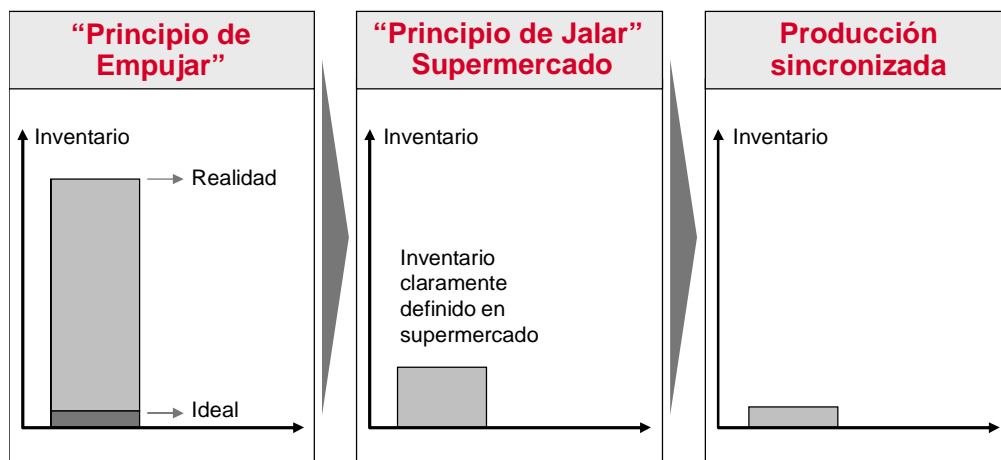 “Principio de
Empujar”
Inventario
Realidad
Ideal
“Principio de Jalar”
Supermercado
Inventario
Inventario
claramente
definido en
supermercado
Producción
sincronizada
Inventario